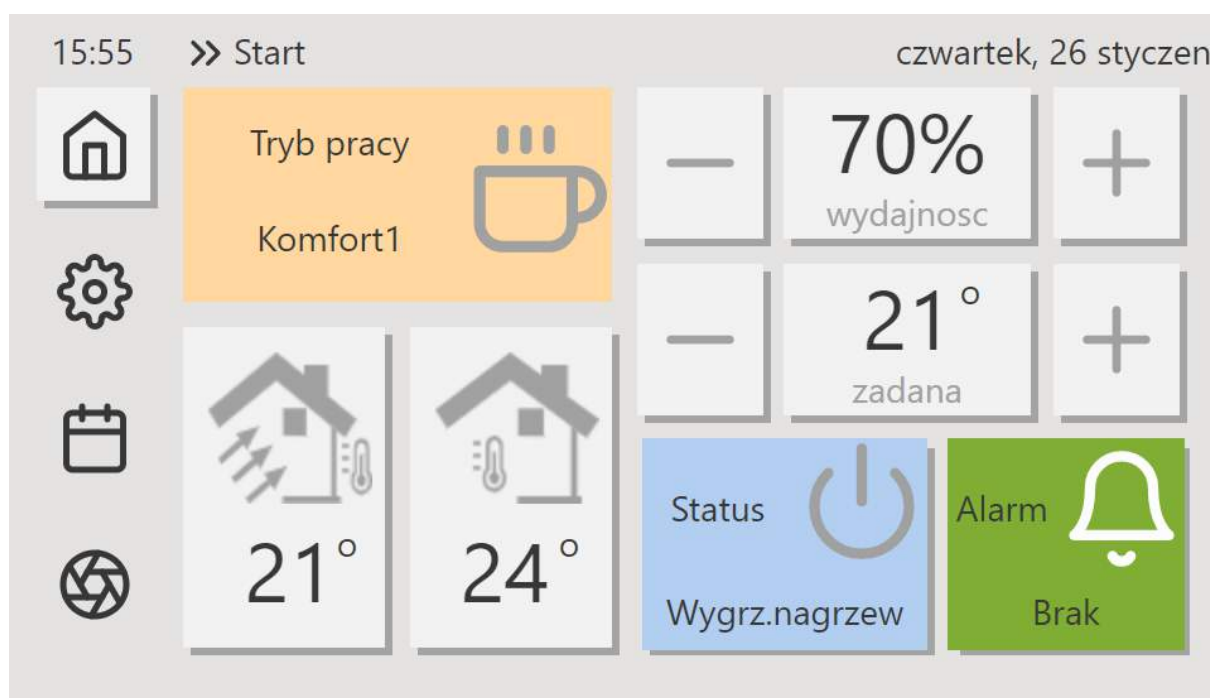 15:55 >> Start czwartek, 26 styczen
Tryb pracy
Komfort1
70%
wydajnosc
21°
zadana
21°
24°
Status
Wygrz.nagrzew
Alarm
Brak